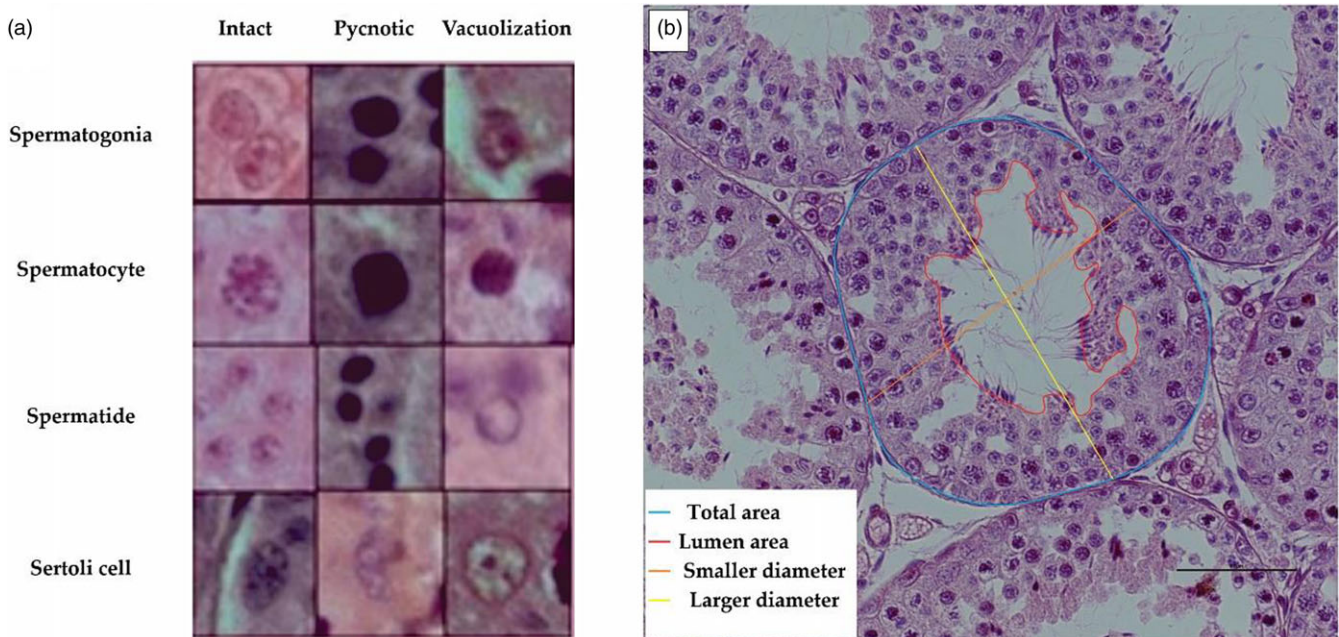 (a)
Intact Pycnotic Vacuolization
Spermatogonia
Spermatocyte
Spermatide
Sertoli cell
(b)
Total area
Lumen area
Smaller diameter
Larger diameter